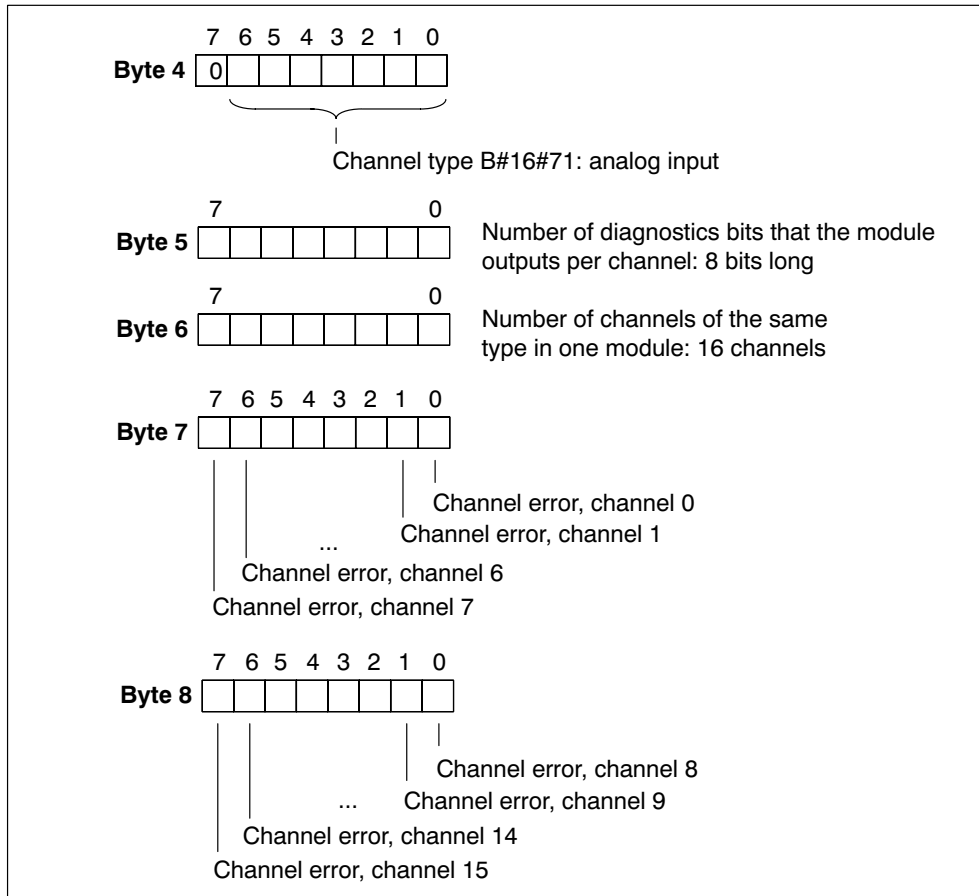 7 6 5 4 3 2 1 0
Byte 4 0
Channel type B#16#71: analog input
7 0
Byte 5
Number of diagnostics bits that the module
outputs per channel: 8 bits long
7 0
Byte 6
Number of channels of the same
type in one module: 16 channels
7 6 5 4 3 2 1 0
Byte 7
Channel error, channel 0
Channel error, channel 1
...
Channel error, channel 6
Channel error, channel 7
7 6 5 4 3 2 1 0
Byte 8
Channel error, channel 8
... Channel error, channel 9
Channel error, channel 14
Channel error, channel 15